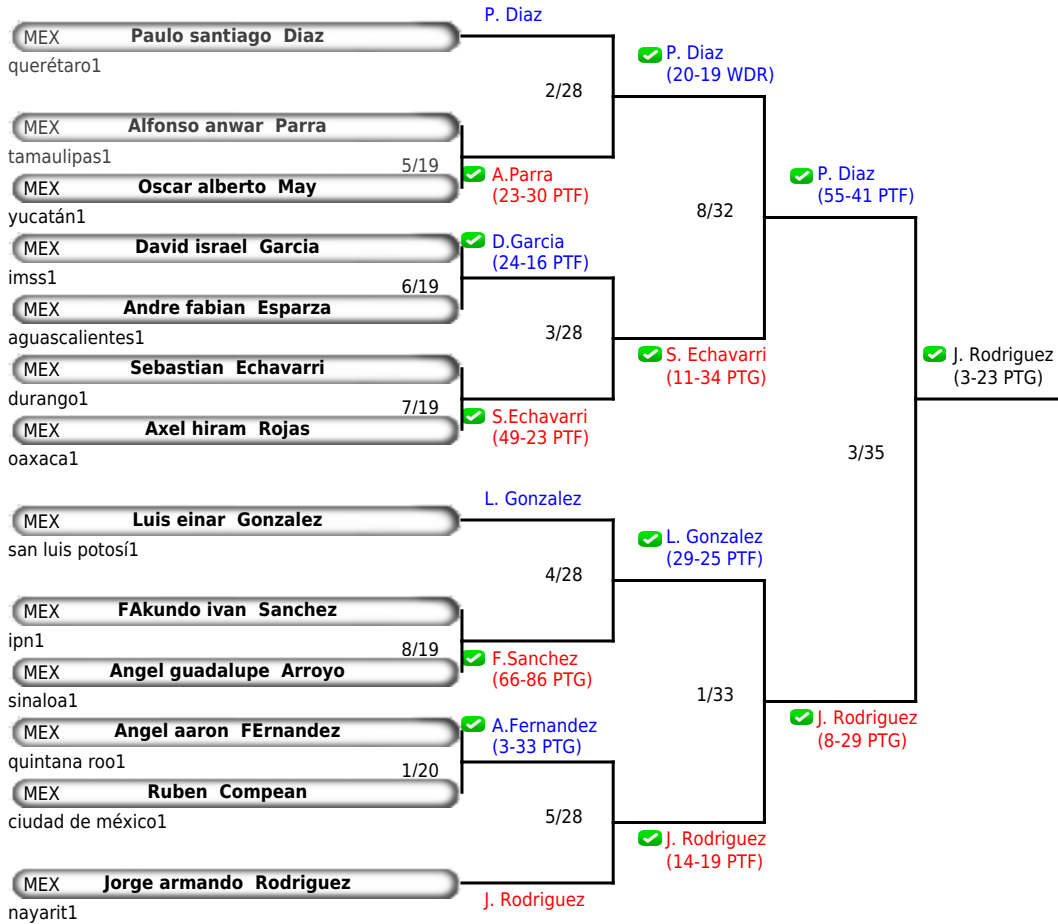 P. Diaz
MEX Paulo santiago Diaz
querétaro1
P. Diaz
(20-19 WDR)
2/28
MEX Alfonso anwar Parra
tamaulipas1
5/19
A.Parra
(23-30 PTF)
MEX Oscar alberto May
yucatán1
P. Diaz
(55-41 PTF)
8/32
MEX David israel Garcia
imss1
D.Garcia
(24-16 PTF)
6/19
MEX Andre fabian Esparza
aguascalientes1
3/28
S. Echavarri
(11-34 PTG)
MEX Sebastian Echavarri
durango1
7/19
S.Echavarri
(49-23 PTF)
MEX Axel hiram Rojas
oaxaca1
J. Rodriguez
(3-23 PTG)
3/35
L. Gonzalez
MEX Luis einar Gonzalez
san luis potosí1
L. Gonzalez
(29-25 PTF)
4/28
MEX FAkundo ivan Sanchez
ipn1
8/19
F.Sanchez
(66-86 PTG)
MEX Angel guadalupe Arroyo
sinaloa1
1/33
J. Rodriguez
(8-29 PTG)
MEX Angel aaron FErnandez
quintana roo1
A.Fernandez
(3-33 PTG)
1/20
MEX Ruben Compean
ciudad de méxico1
5/28
J. Rodriguez
(14-19 PTF)
MEX Jorge armando Rodriguez
nayarit1
J. Rodriguez